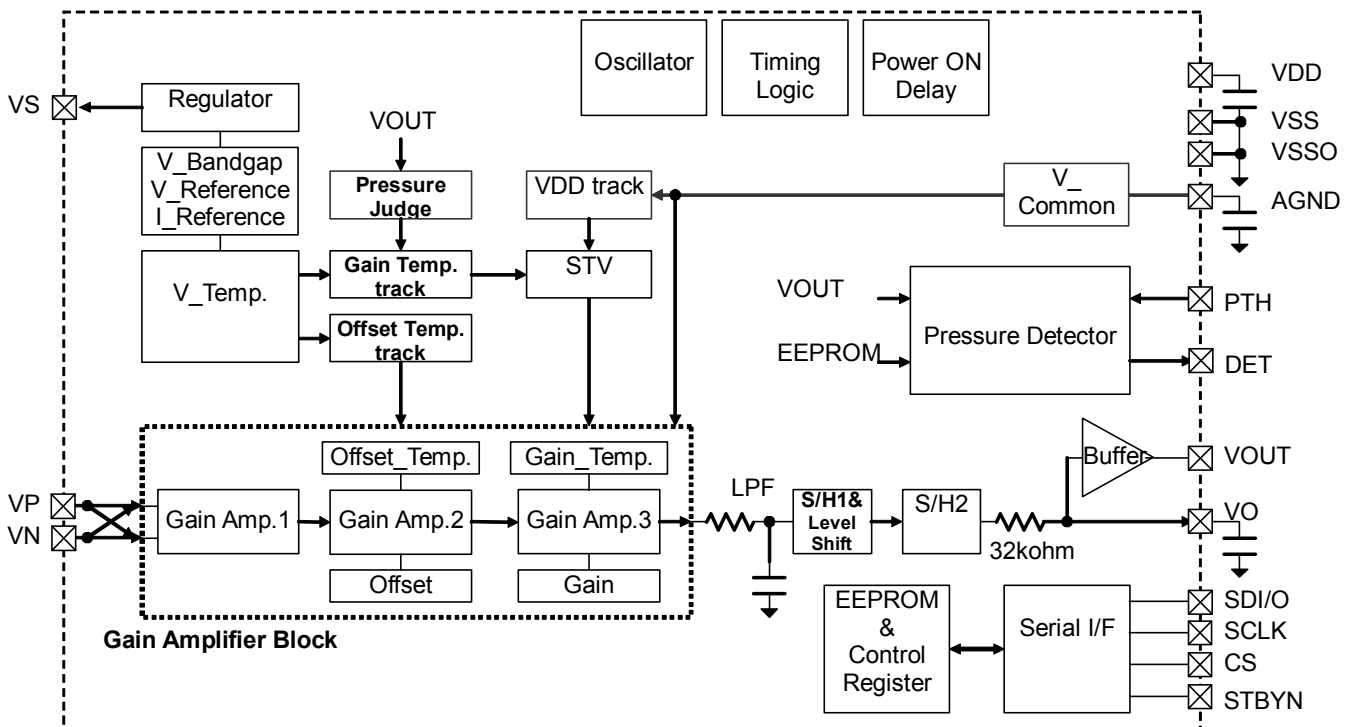 Oscillator
Timing
Logic
Power ON
Delay
VDD
VS
Regulator
VOUT
VSS
VSSO
V_Bandgap
V_Reference
I_Reference
Pressure
Judge
VDD track
V_
Common
AGND
V_Temp.
Gain Temp.
track
STV
VOUT
PTH
Pressure Detector
Offset Temp.
track
EEPROM
DET
Offset_Temp.
Gain_Temp.
Buffer
VOUT
VP
VN
Gain Amp.1
Gain Amp.2
Gain Amp.3
LPF
S/H1&
Level
Shift
S/H2
32kohm
VO
Offset
Gain
Gain Amplifier Block
EEPROM
&
Control
Register
Serial I/F
SDI/O
SCLK
CS
STBYN